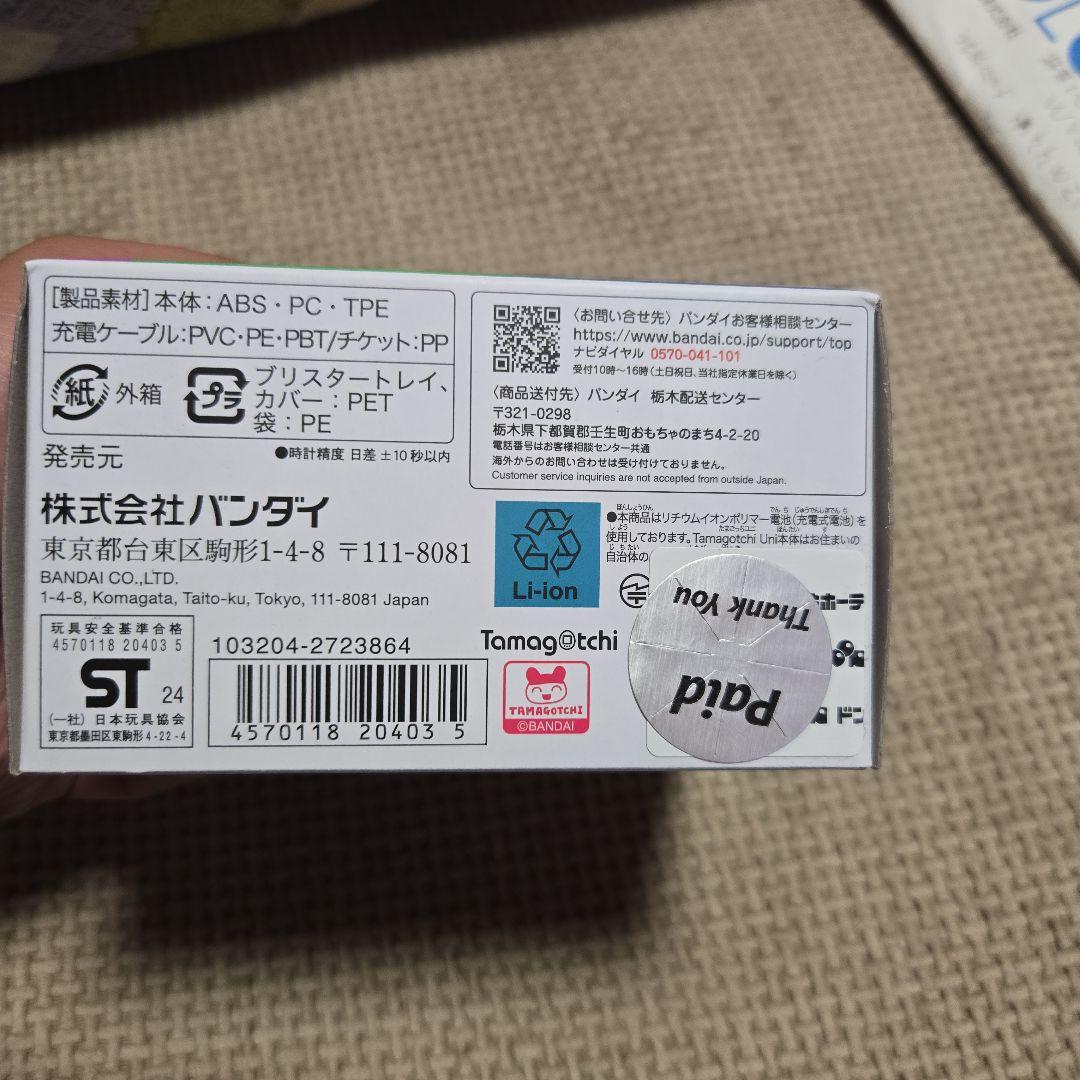 [製品素材]本体：ABS・PC・TPE
充電ケーブル:PVC・PE・PBT/チケット:PP
紙 外箱
プラ ブリスタートレイ、
カバー：PET
袋：PE
発売元
●時計精度 日差 ±10秒以内
株式会社バンダイ
東京都台東区駒形1-4-8 〒111-8081
BANDAI CO.,LTD.
1-4-8, Komagata, Taito-ku, Tokyo, 111-8081 Japan
玩具安全基準合格
4570118 20403 5
ST 24
(一社)日本玩具協会
東京都墨田区東駒形4-22-4
103204-2723864
4570118 20403 5
〈お問い合せ先〉バンダイお客様相談センター
https://www.bandai.co.jp/support/top
ナビダイヤル 0570-041-101
受付10時〜16時(土日祝日、当社指定休業日を除く)
〈商品送付先〉バンダイ 栃木配送センター
〒321-0298
栃木県下都賀郡壬生町おもちゃのまち4-2-20
電話番号はお客様相談センター共通
海外からのお問い合わせは受け付けておりません。
Customer service inquiries are not accepted from outside Japan.
Li-ion
●本商品はリチウムイオンポリマー電池(充電式電池)を
使用しております。Tamagotchi Uni本体はお住まいの
自治体の
Tamagotchi
TAMAGOTCHI
©BANDAI
Thank You
Paid
ホーテ
ドン